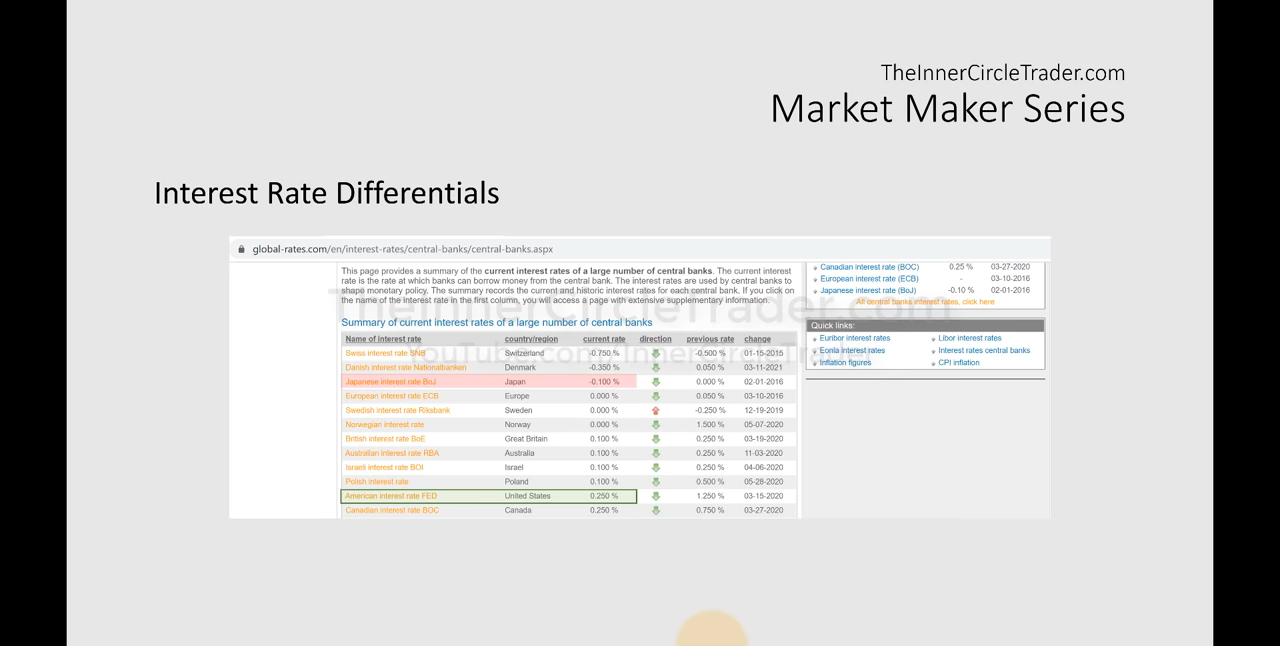 TheInnerCircleTrader.com
Market Maker Series
Interest Rate Differentials
global-rates.com/en/interest-rates/central-banks/central-banks.aspx
This page provides a summary of the current interest rates of a large number of central banks. The current interest
rate is the rate at which banks can borrow money from the central bank. The interest rates are used by central banks to
shape monetary policy. The summary records the current and historic interest rates for each central bank. If you click on
the name of the interest rate in the first column, you will access a page with extensive supplementary information.
Summary of current interest rates of a large number of central banks
Name of interest rate country/region current rate direction previous rate change
Swiss interest rate SNB Switzerland -0.750 % -0.500 % 01-15-2015
Danish interest rate Nationalbanken Denmark -0.350 % 0.050 % 03-11-2021
Japanese interest rate BoJ Japan -0.100 % 0.000 % 02-01-2016
European interest rate ECB Europe 0.000 % 0.050 % 03-10-2016
Swedish interest rate Riksbank Sweden 0.000 % -0.250 % 12-19-2019
Norwegian interest rate Norway 0.000 % 1.500 % 05-07-2020
British interest rate BoE Great Britain 0.100 % 0.250 % 03-19-2020
Australian interest rate RBA Australia 0.100 % 0.250 % 11-03-2020
Israeli interest rate BOI Israel 0.100 % 0.250 % 04-06-2020
Polish interest rate Poland 0.100 % 0.500 % 05-28-2020
American interest rate FED United States 0.250 % 1.250 % 03-15-2020
Canadian interest rate BOC Canada 0.250 % 0.750 % 03-27-2020
Canadian interest rate (BOC) 0.25 % 03-27-2020
European interest rate (ECB) - 03-10-2016
Japanese interest rate (BoJ) -0.10 % 02-01-2016
All central banks interest rates, click here
Quick links:
Euribor interest rates Libor interest rates
Eonia interest rates Interest rates central banks
Inflation figures CPI inflation
TheInnerCircleTrader.com
YouTube.com/InnerCircleTrader